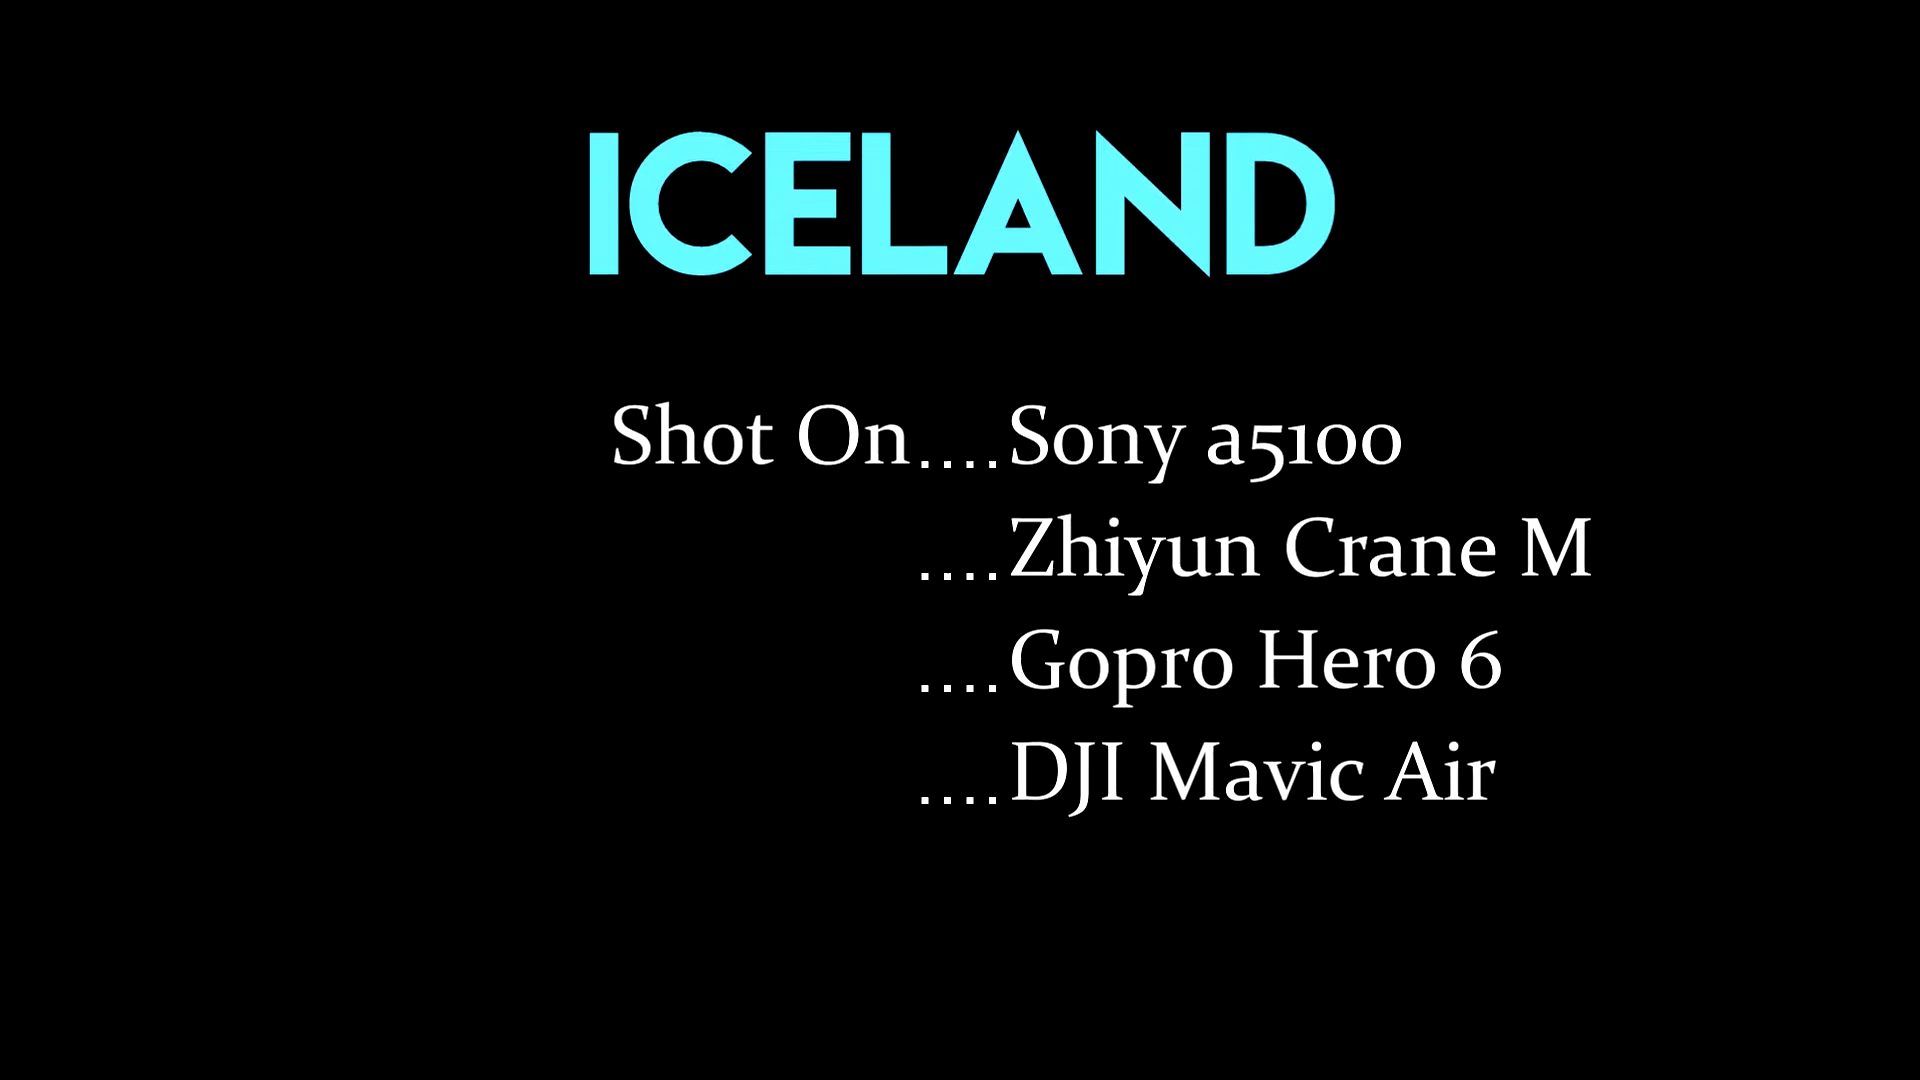 ICELAND
Shot On....Sony a5100
....Zhiyun Crane M
....Gopro Hero 6
....DJI Mavic Air